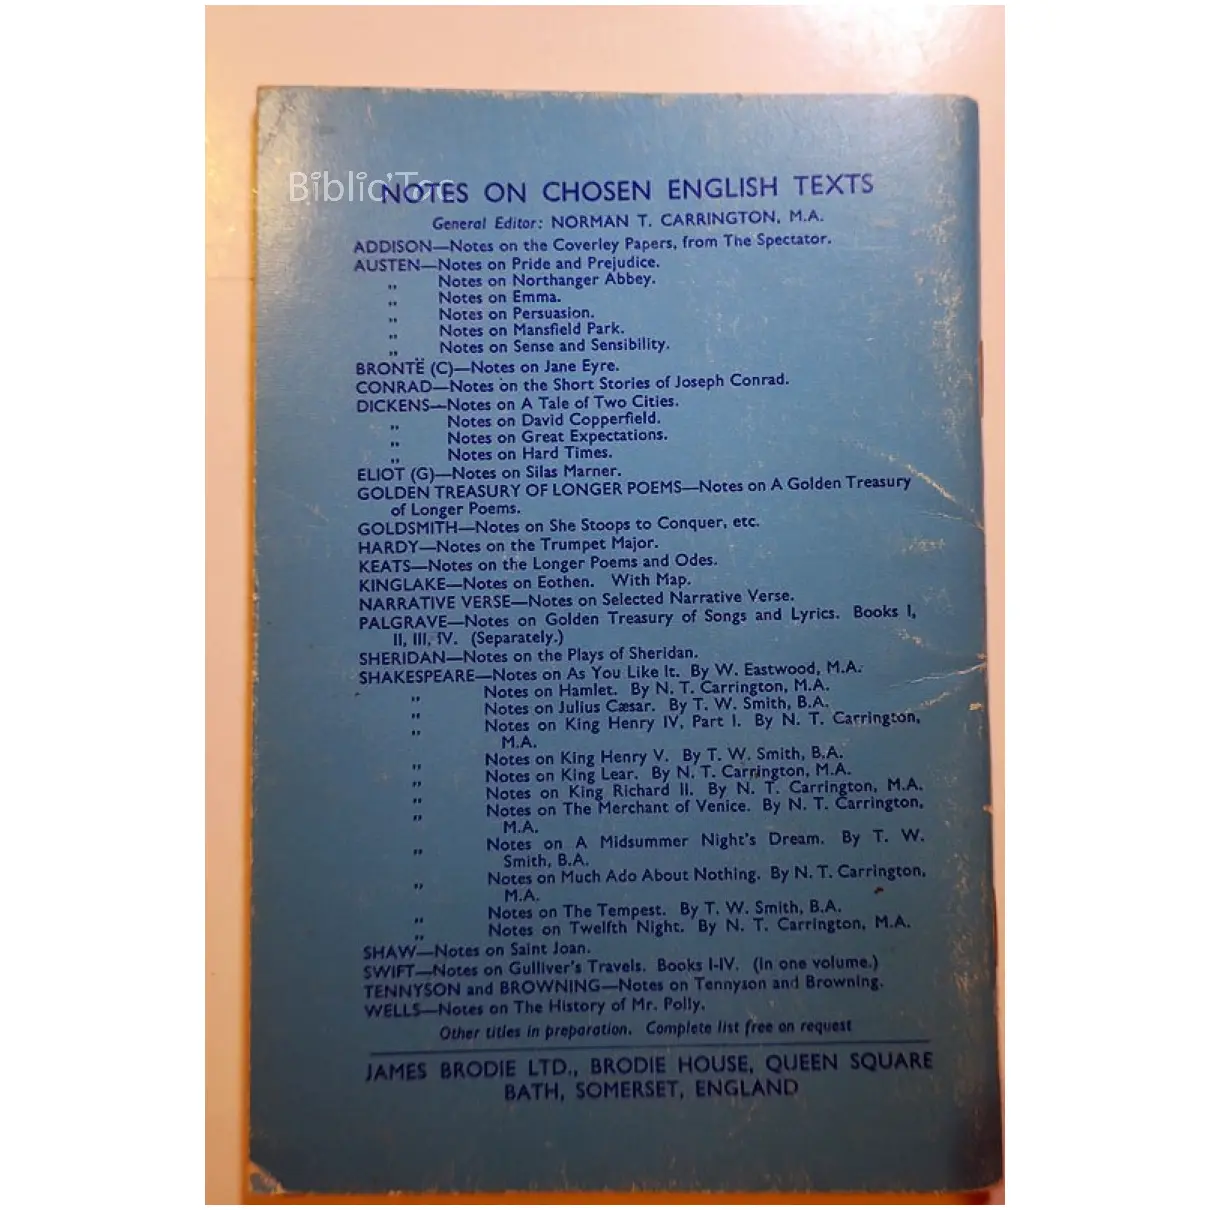 Biblio'Toc
NOTES ON CHOSEN ENGLISH TEXTS
General Editor: NORMAN T. CARRINGTON, M.A.
ADDISON—Notes on the Coverley Papers, from The Spectator.
AUSTEN—Notes on Pride and Prejudice.
„ Notes on Northanger Abbey.
„ Notes on Emma.
„ Notes on Persuasion.
„ Notes on Mansfield Park.
„ Notes on Sense and Sensibility.
BRONTË (C)—Notes on Jane Eyre.
CONRAD—Notes on the Short Stories of Joseph Conrad.
DICKENS—Notes on A Tale of Two Cities.
„ Notes on David Copperfield.
„ Notes on Great Expectations.
„ Notes on Hard Times.
ELIOT (G)—Notes on Silas Marner.
GOLDEN TREASURY OF LONGER POEMS—Notes on A Golden Treasury
of Longer Poems.
GOLDSMITH—Notes on She Stoops to Conquer, etc.
HARDY—Notes on the Trumpet Major.
KEATS—Notes on the Longer Poems and Odes.
KINGLAKE—Notes on Eothen. With Map.
NARRATIVE VERSE—Notes on Selected Narrative Verse.
PALGRAVE—Notes on Golden Treasury of Songs and Lyrics. Books I,
II, III, IV. (Separately.)
SHERIDAN—Notes on the Plays of Sheridan.
SHAKESPEARE—Notes on As You Like It. By W. Eastwood, M.A.
„ Notes on Hamlet. By N. T. Carrington, M.A.
„ Notes on Julius Cæsar. By T. W. Smith, B.A.
„ Notes on King Henry IV, Part I. By N. T. Carrington,
M.A.
„ Notes on King Henry V. By T. W. Smith, B.A.
„ Notes on King Lear. By N. T. Carrington, M.A.
„ Notes on King Richard II. By N. T. Carrington, M.A.
„ Notes on The Merchant of Venice. By N. T. Carrington,
M.A.
„ Notes on A Midsummer Night's Dream. By T. W.
Smith, B.A.
„ Notes on Much Ado About Nothing. By N. T. Carrington,
M.A.
„ Notes on The Tempest. By T. W. Smith, B.A.
„ Notes on Twelfth Night. By N. T. Carrington, M.A.
SHAW—Notes on Saint Joan.
SWIFT—Notes on Gulliver's Travels. Books I-IV. (In one volume.)
TENNYSON and BROWNING—Notes on Tennyson and Browning.
WELLS—Notes on The History of Mr. Polly.
Other titles in preparation. Complete list free on request
JAMES BRODIE LTD., BRODIE HOUSE, QUEEN SQUARE
BATH, SOMERSET, ENGLAND